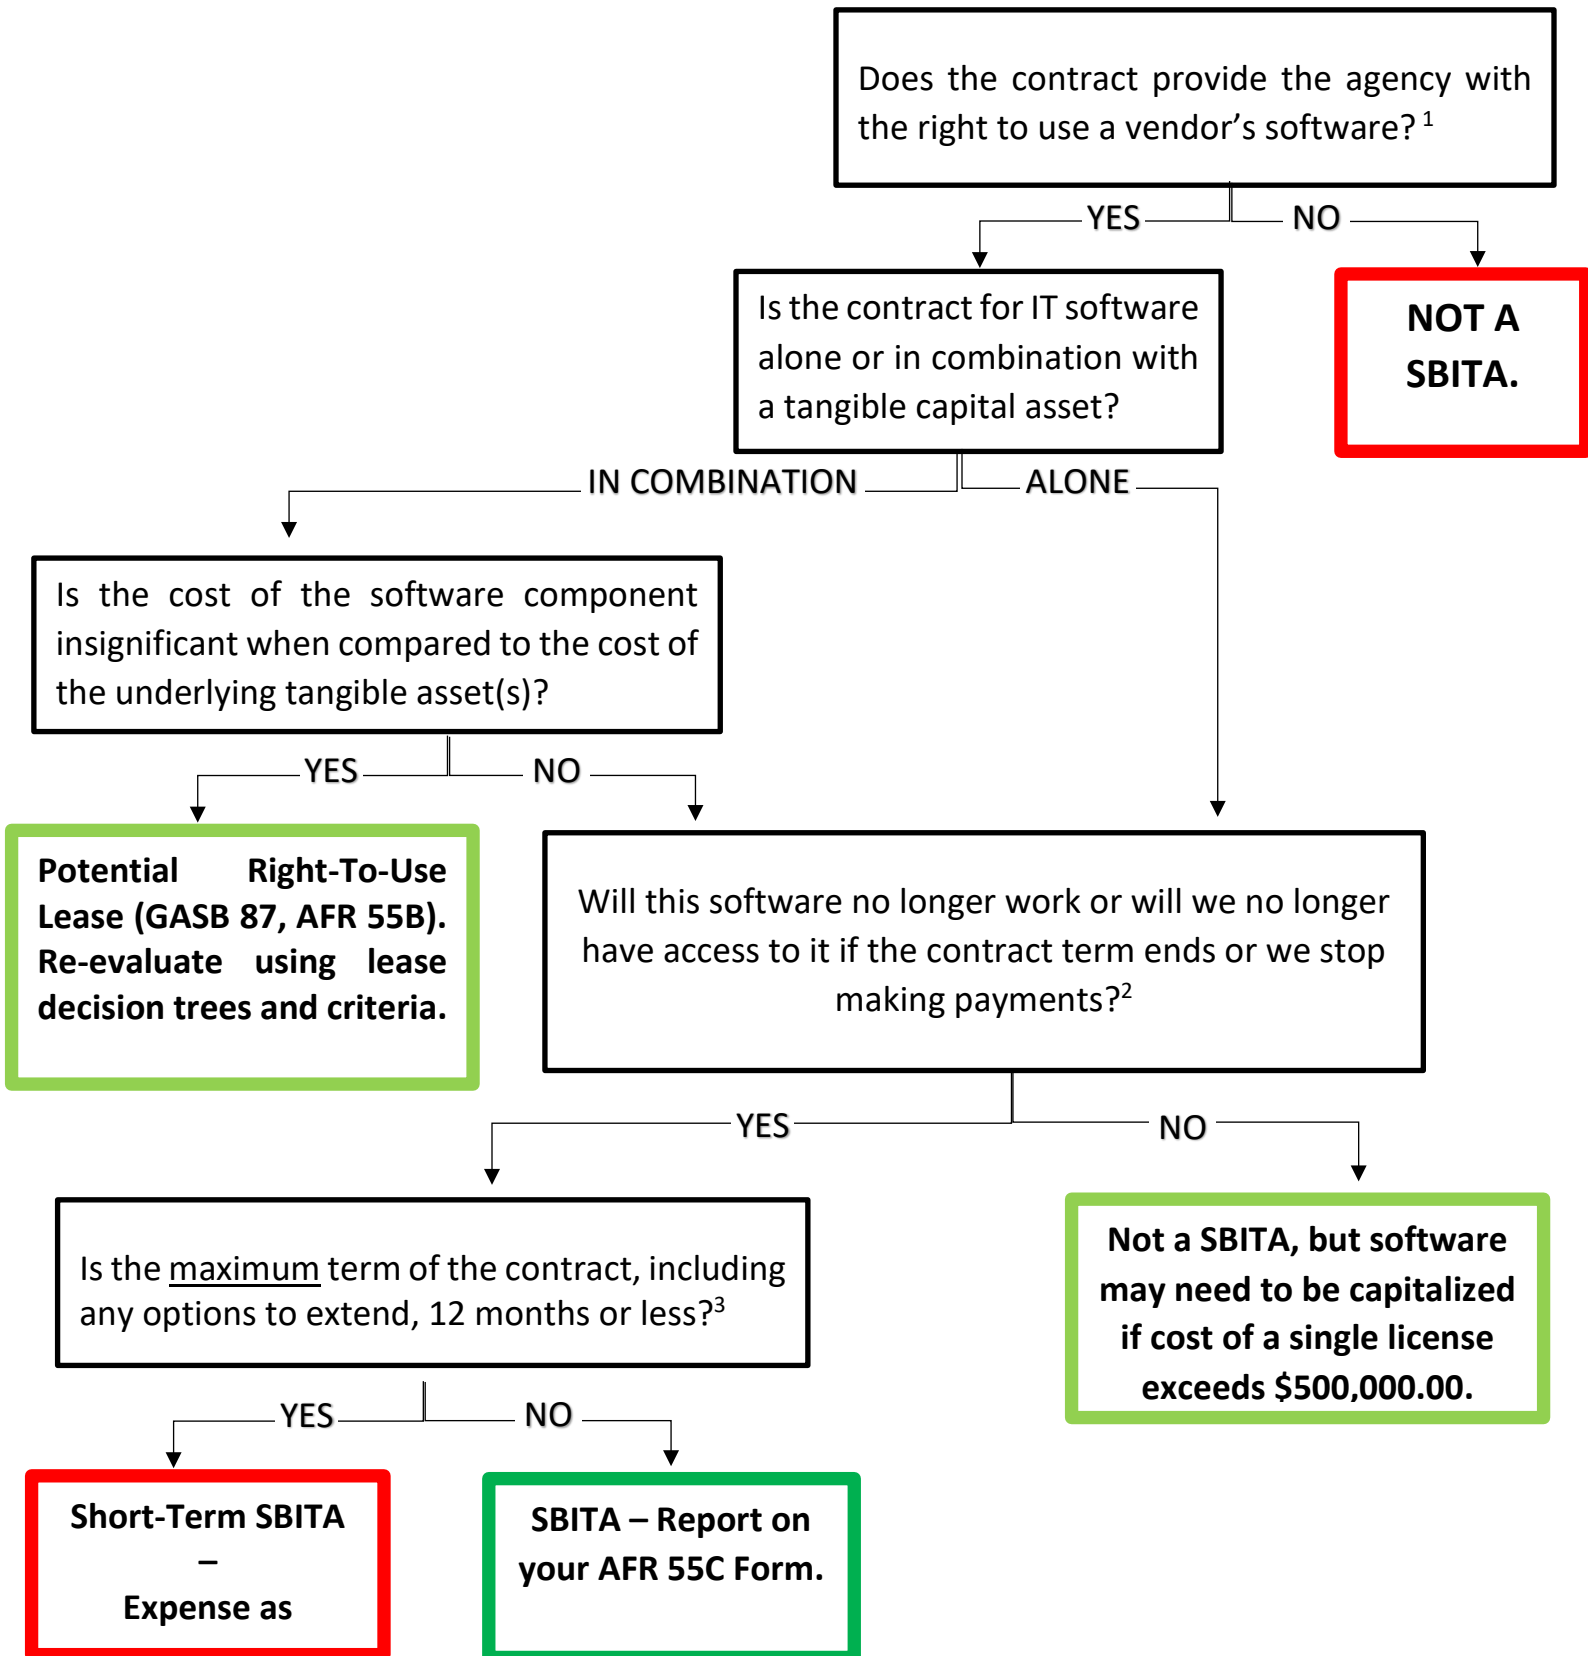 Does the contract provide the agency with
the right to use a vendor’s software? 1
YES
NO
Is the contract for IT software
alone or in combination with
a tangible capital asset?
NOT A
SBITA.
IN COMBINATION
ALONE
Is the cost of the software component
insignificant when compared to the cost of
the underlying tangible asset(s)?
YES
NO
Potential Right-To-Use
Lease (GASB 87, AFR 55B).
Re-evaluate using lease
decision trees and criteria.
Will this software no longer work or will we no longer
have access to it if the contract term ends or we stop
making payments?2
YES
NO
Is the maximum term of the contract, including
any options to extend, 12 months or less?3
Not a SBITA, but software
may need to be capitalized
if cost of a single license
exceeds $500,000.00.
YES
NO
Short-Term SBITA
–
Expense as
SBITA – Report on
your AFR 55C Form.